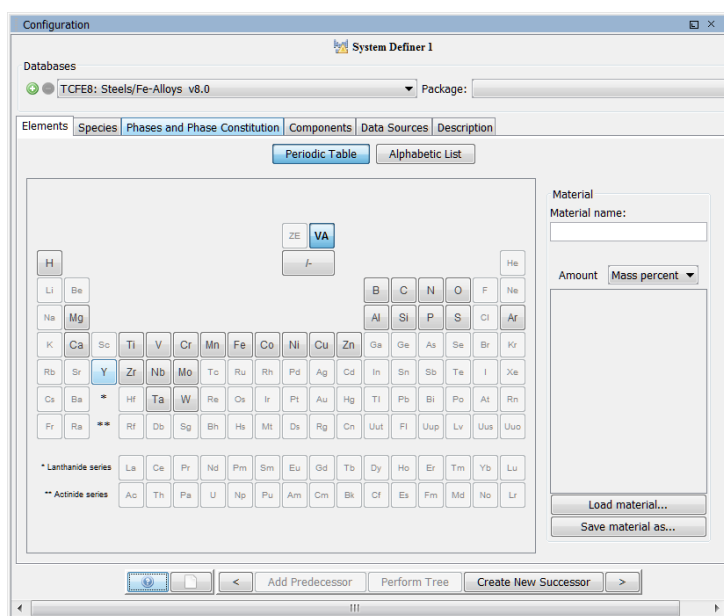 Configuration
System Definer 1
Databases
TCFE8: Steels/Fe-Alloys v8.0 Package:
Elements Species Phases and Phase Constitution Components Data Sources Description
Periodic Table Alphabetic List
Material
Material name:
ZE VA
H /- He
Amount Mass percent
Li Be B C N O F Ne
Na Mg Al Si P S Cl Ar
K Ca Sc Ti V Cr Mn Fe Co Ni Cu Zn Ga Ge As Se Br Kr
Rb Sr Y Zr Nb Mo Tc Ru Rh Pd Ag Cd In Sn Sb Te I Xe
Cs Ba * Hf Ta W Re Os Ir Pt Au Hg Tl Pb Bi Po At Rn
Fr Ra ** Rf Db Sg Bh Hs Mt Ds Rg Cn Uut Fl Uup Lv Uus Uuo
* Lanthanide series La Ce Pr Nd Pm Sm Eu Gd Tb Dy Ho Er Tm Yb Lu
** Actinide series Ac Th Pa U Np Pu Am Cm Bk Cf Es Fm Md No Lr
Load material...
Save material as...
< Add Predecessor Perform Tree Create New Successor >